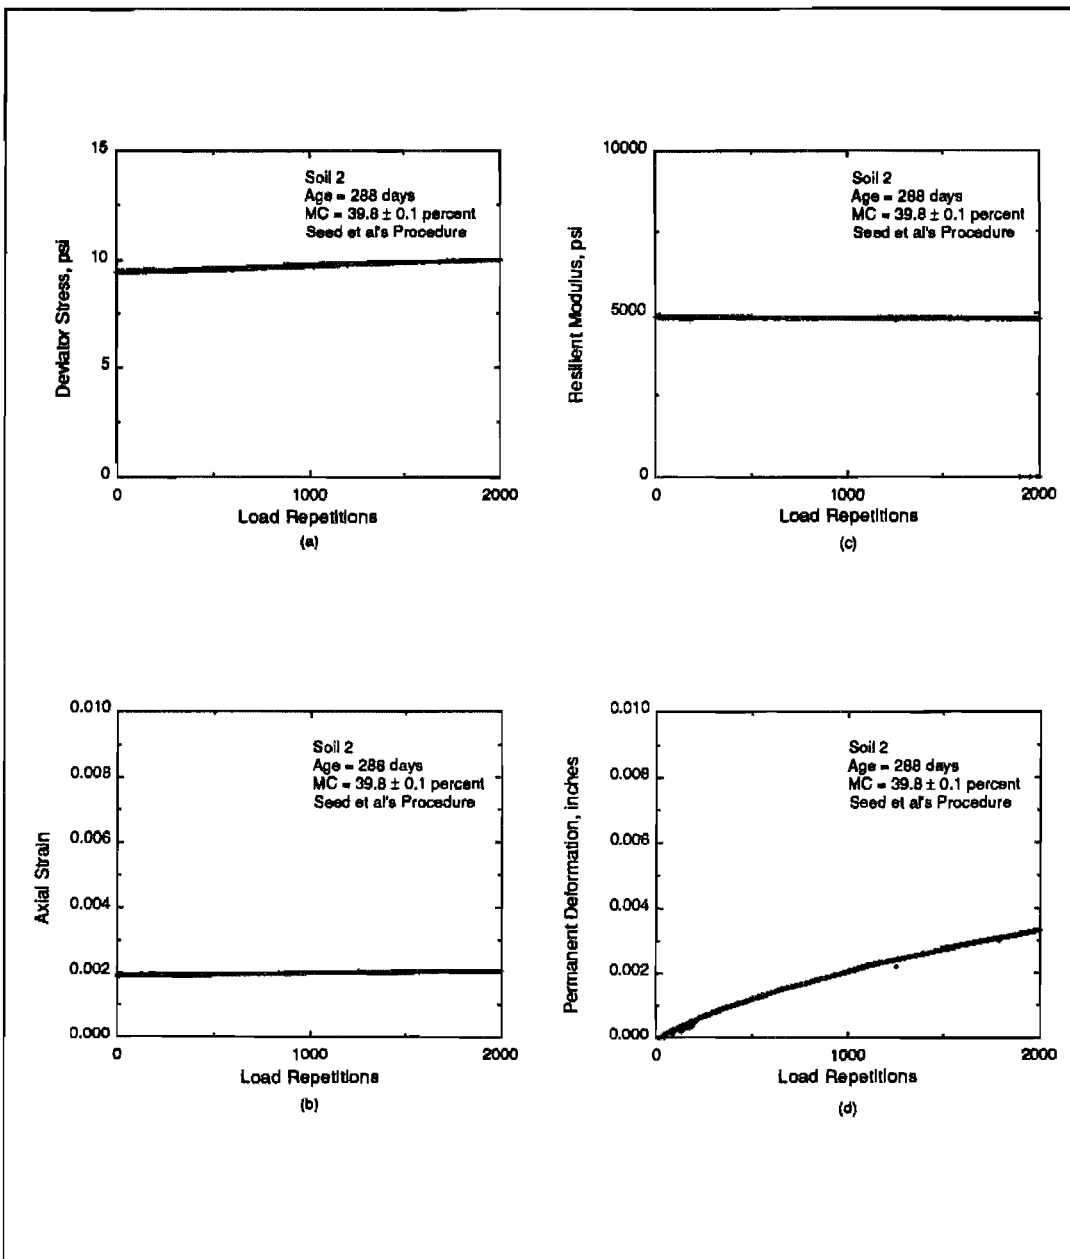 15
10
5
0
Deviator Stress, psi
Soil 2
Age = 288 days
MC = 39.8 ± 0.1 percent
Seed et al's Procedure
0
1000
2000
Load Repetitions
(a)
10000
5000
0
Resilient Modulus, psi
Soil 2
Age = 288 days
MC = 39.8 ± 0.1 percent
Seed et al's Procedure
0
1000
2000
Load Repetitions
(c)
0.010
0.008
0.006
0.004
0.002
0.000
Axial Strain
Soil 2
Age = 288 days
MC = 39.8 ± 0.1 percent
Seed et al's Procedure
0
1000
2000
Load Repetitions
(b)
0.010
0.008
0.006
0.004
0.002
0.000
Permanent Deformation, inches
Soil 2
Age = 288 days
MC = 39.8 ± 0.1 percent
Seed et al's Procedure
0
1000
2000
Load Repetitions
(d)